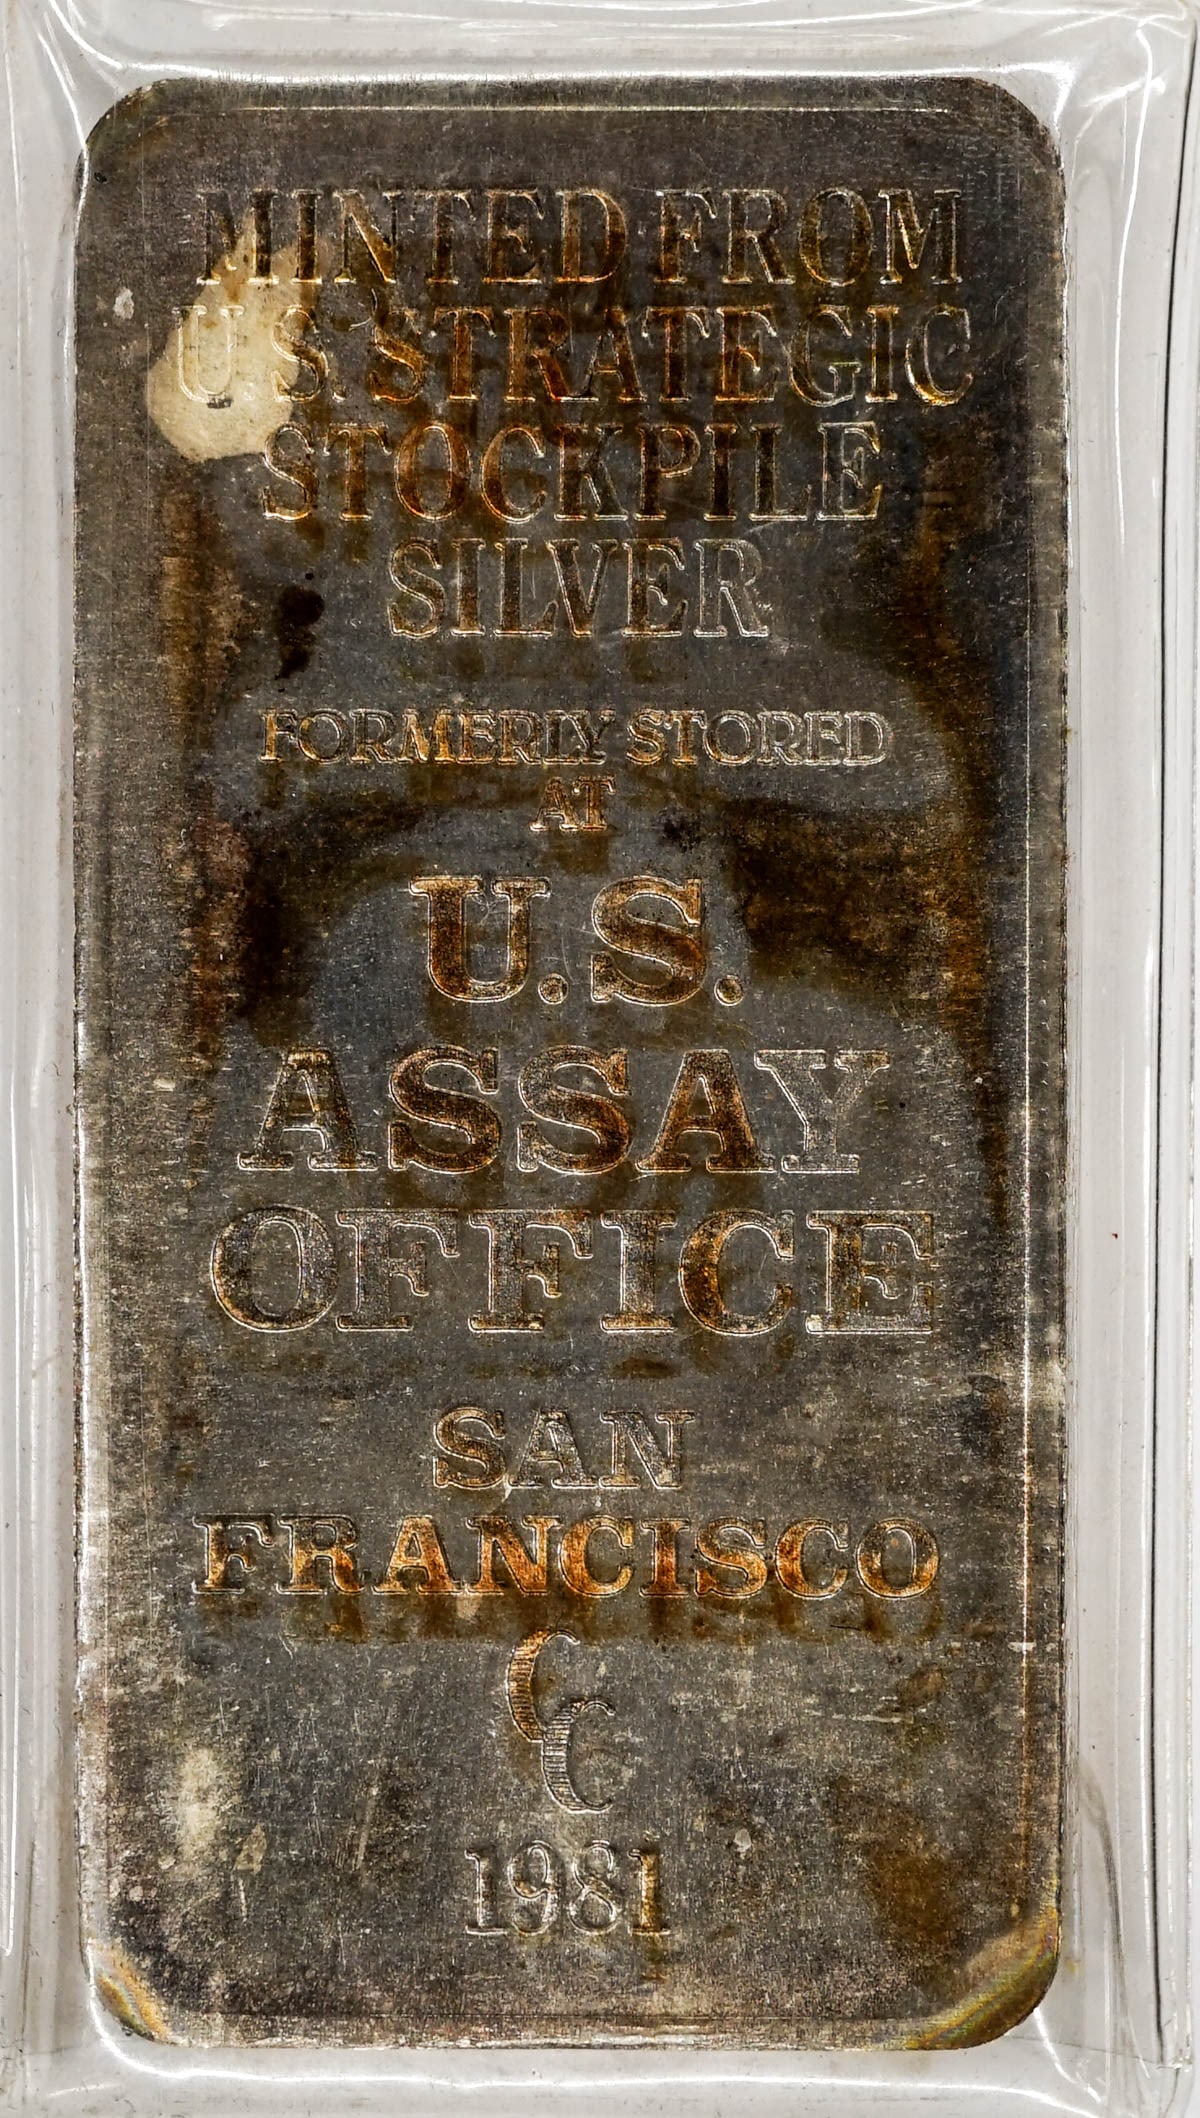 MINTED FROM
U.S. STRATEGIC
STOCKPILE
SILVER
FORMERLY STORED
AT
U.S.
ASSAY
OFFICE
SAN
FRANCISCO
CC
1981